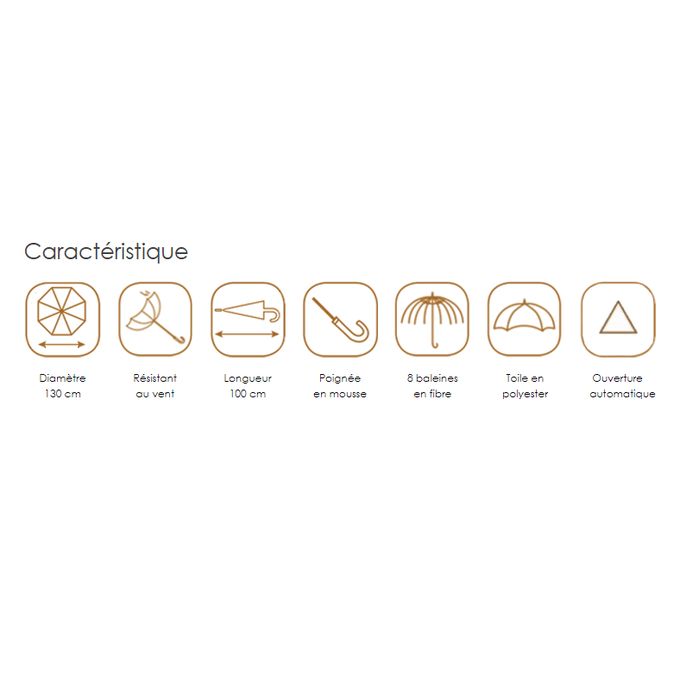 Caractéristique
Diamètre
130 cm
Résistant
au vent
Longueur
100 cm
Poignée
en mousse
8 baleines
en fibre
Toile en
polyester
Ouverture
automatique